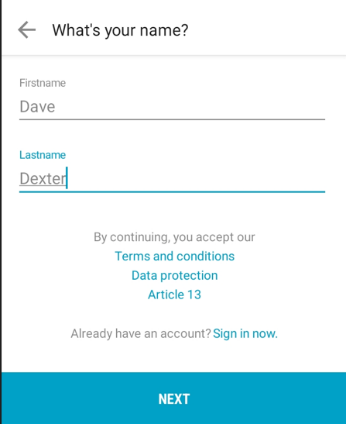 What's your name?
Firstname
Dave
Lastname
Dexter
By continuing, you accept our
Terms and conditions
Data protection
Article 13
Already have an account? Sign in now.
NEXT